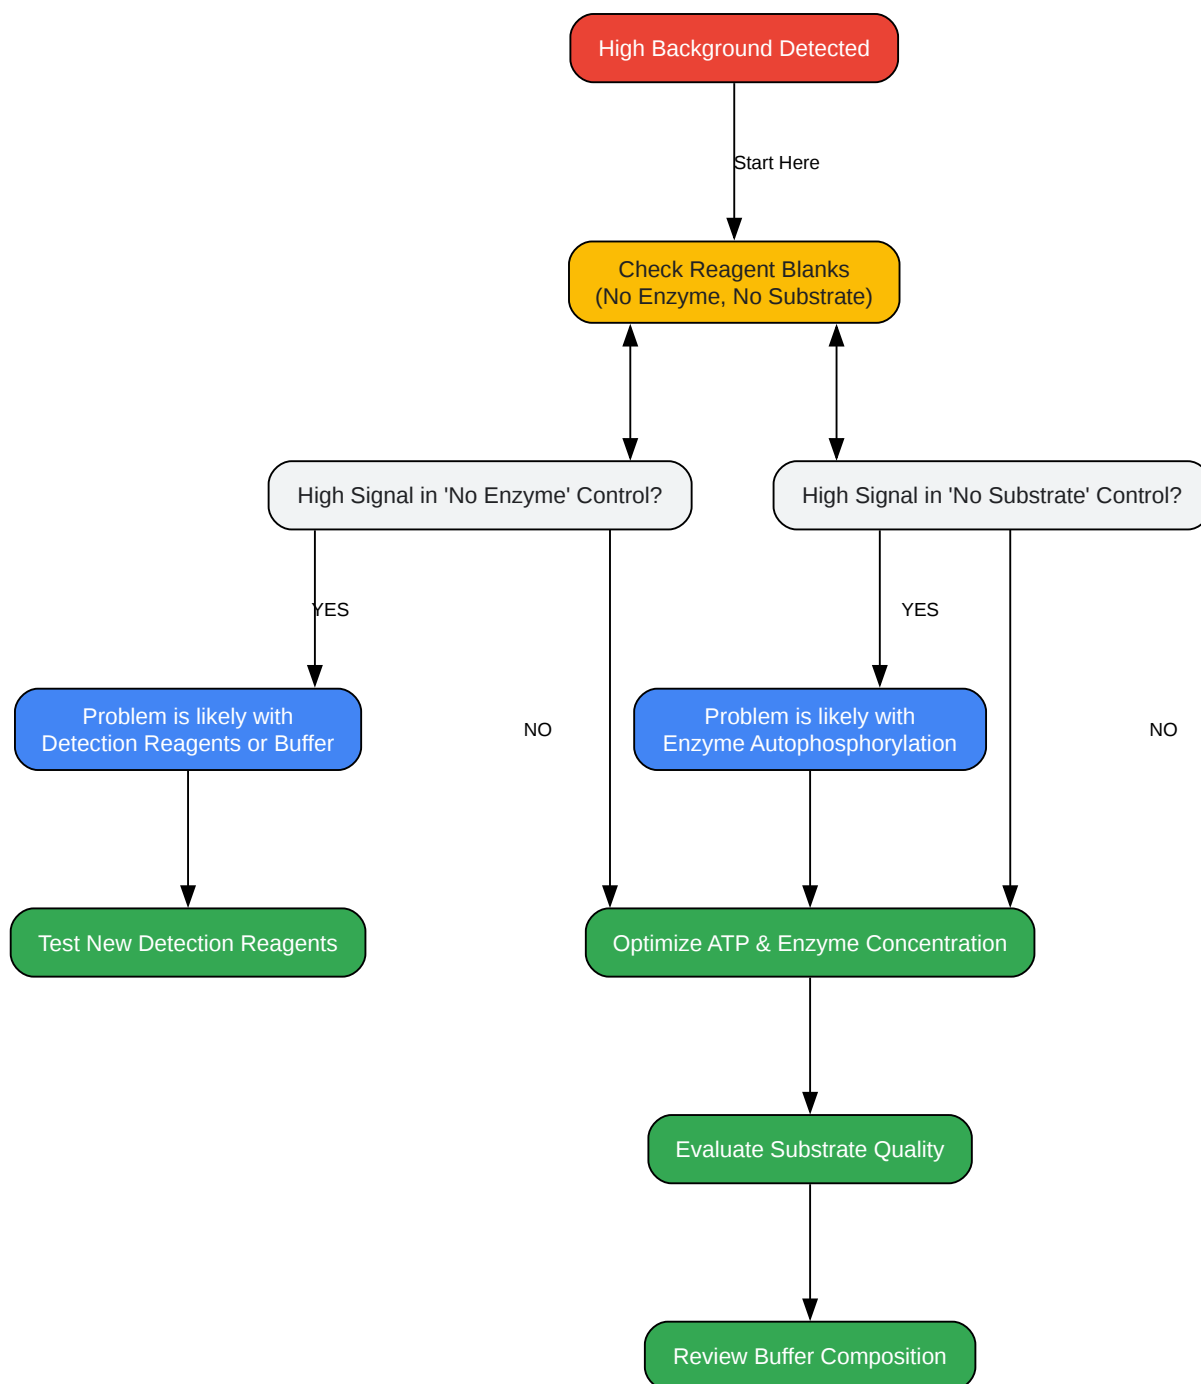 High Background Detected
Start Here
Check Reagent Blanks
(No Enzyme, No Substrate)
High Signal in 'No Enzyme' Control?
High Signal in 'No Substrate' Control?
YES
YES
Problem is likely with
Detection Reagents or Buffer
NO
Problem is likely with
Enzyme Autophosphorylation
NO
Test New Detection Reagents
Optimize ATP & Enzyme Concentration
Evaluate Substrate Quality
Review Buffer Composition